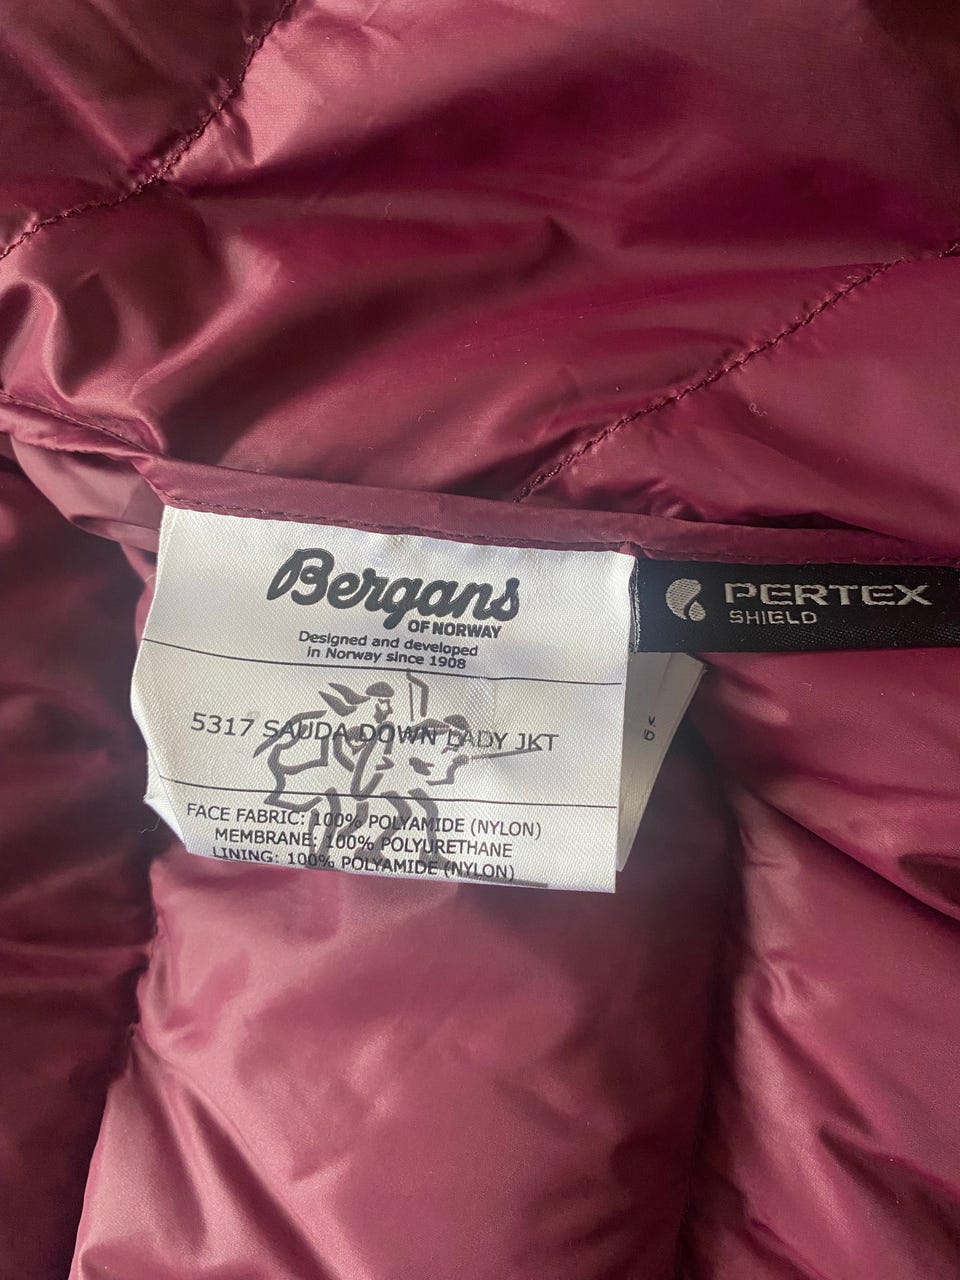 Bergans
OF NORWAY
Designed and developed
in Norway since 1908
5317 SAUDA DOWN LADY JKT
FACE FABRIC: 100% POLYAMIDE (NYLON)
MEMBRANE: 100% POLYURETHANE
LINING: 100% POLYAMIDE (NYLON)
PERTEX
SHIELD